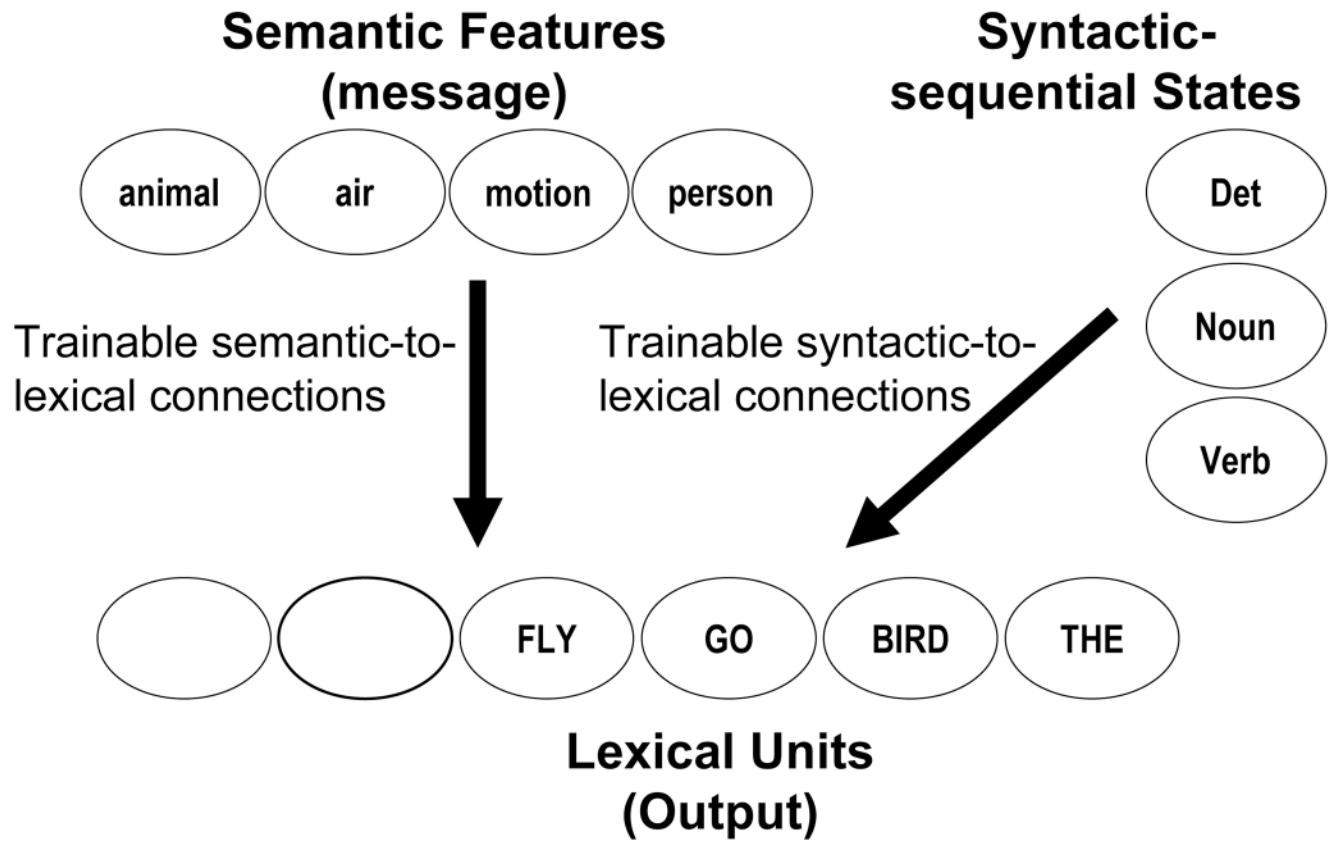 Semantic Features
(message)
Syntactic-
sequential States
animal
air
motion
person
Det
Noun
Verb
Trainable semantic-to-
lexical connections
Trainable syntactic-to-
lexical connections
FLY
GO
BIRD
THE
Lexical Units
(Output)